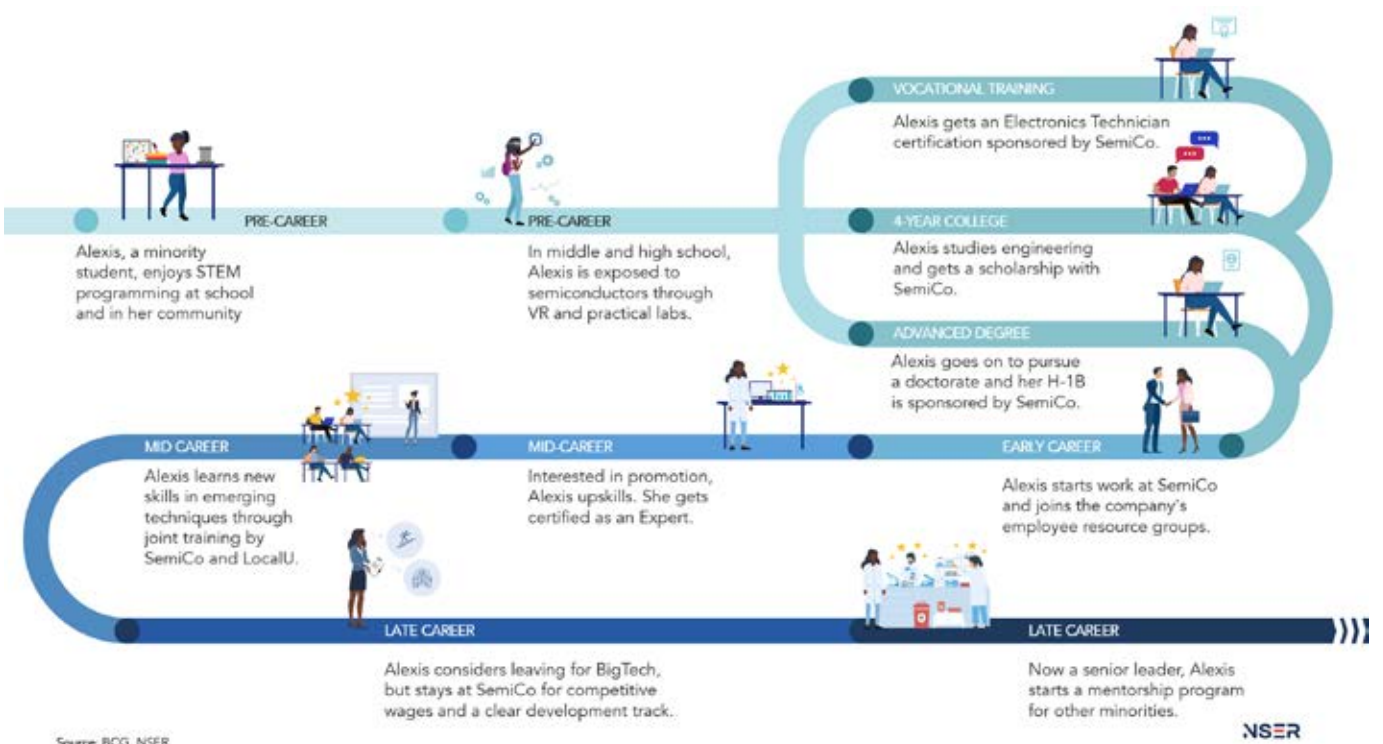 VOCATIONAL TRAINING
Alexis gets an Electronics Technician
certification sponsored by SemiCo.
PRE-CAREER
Alexis, a minority
student, enjoys STEM
programming at school
and in her community
PRE-CAREER
In middle and high school,
Alexis is exposed to
semiconductors through
VR and practical labs.
4-YEAR COLLEGE
Alexis studies engineering
and gets a scholarship with
SemiCo.
ADVANCED DEGREE
Alexis goes on to pursue
a doctorate and her H-1B
is sponsored by SemiCo.
EARLY CAREER
Alexis starts work at SemiCo
and joins the company's
employee resource groups.
MID-CAREER
Interested in promotion,
Alexis upskills. She gets
certified as an Expert.
MID CAREER
Alexis learns new
skills in emerging
techniques through
joint training by
SemiCo and LocalU.
LATE CAREER
Alexis considers leaving for BigTech,
but stays at SemiCo for competitive
wages and a clear development track.
LATE CAREER
Now a senior leader, Alexis
starts a mentorship program
for other minorities.
NSER
Source: BCG, NSER